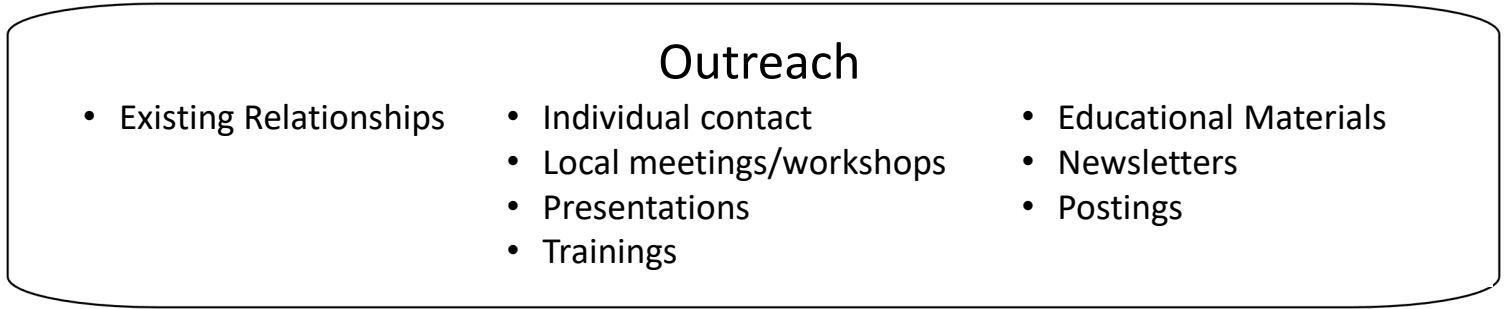 Outreach
• Existing Relationships
• Individual contact
• Local meetings/workshops
• Presentations
• Trainings
• Educational Materials
• Newsletters
• Postings